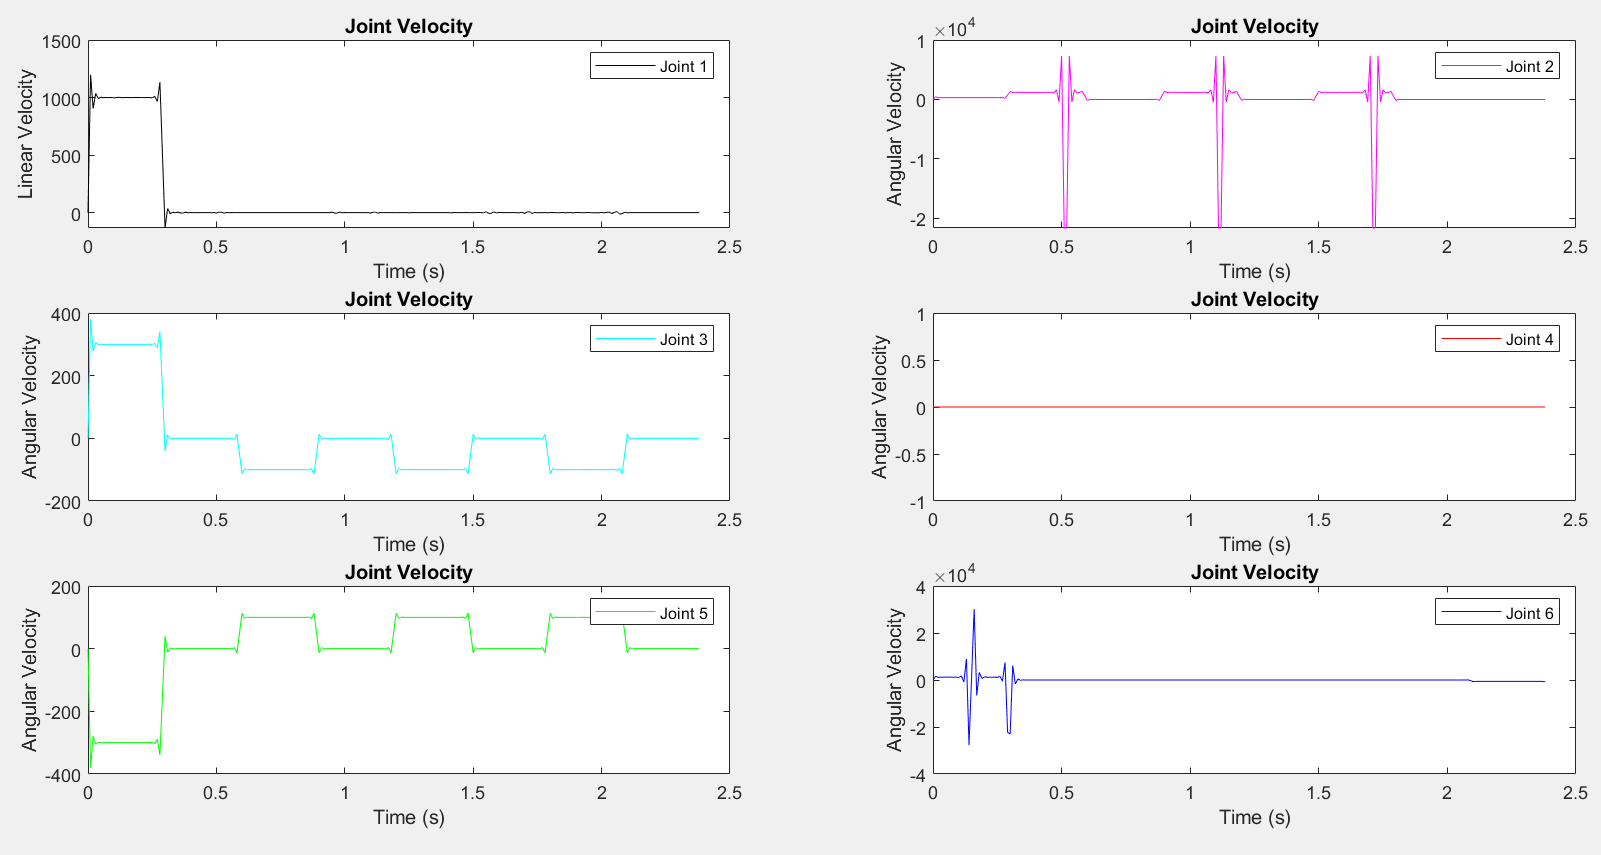 Joint Velocity
1500
1000
500
0
Linear Velocity
Joint 1
0 0.5 1 1.5 2 2.5
Time (s)
Joint Velocity
×10^4
1
0
-1
-2
Angular Velocity
Joint 2
0 0.5 1 1.5 2 2.5
Time (s)
Joint Velocity
400
200
0
-200
Angular Velocity
Joint 3
0 0.5 1 1.5 2 2.5
Time (s)
Joint Velocity
1
0.5
0
-0.5
-1
Angular Velocity
Joint 4
0 0.5 1 1.5 2 2.5
Time (s)
Joint Velocity
200
0
-200
-400
Angular Velocity
Joint 5
0 0.5 1 1.5 2 2.5
Time (s)
Joint Velocity
×10^4
4
2
0
-2
-4
Angular Velocity
Joint 6
0 0.5 1 1.5 2 2.5
Time (s)